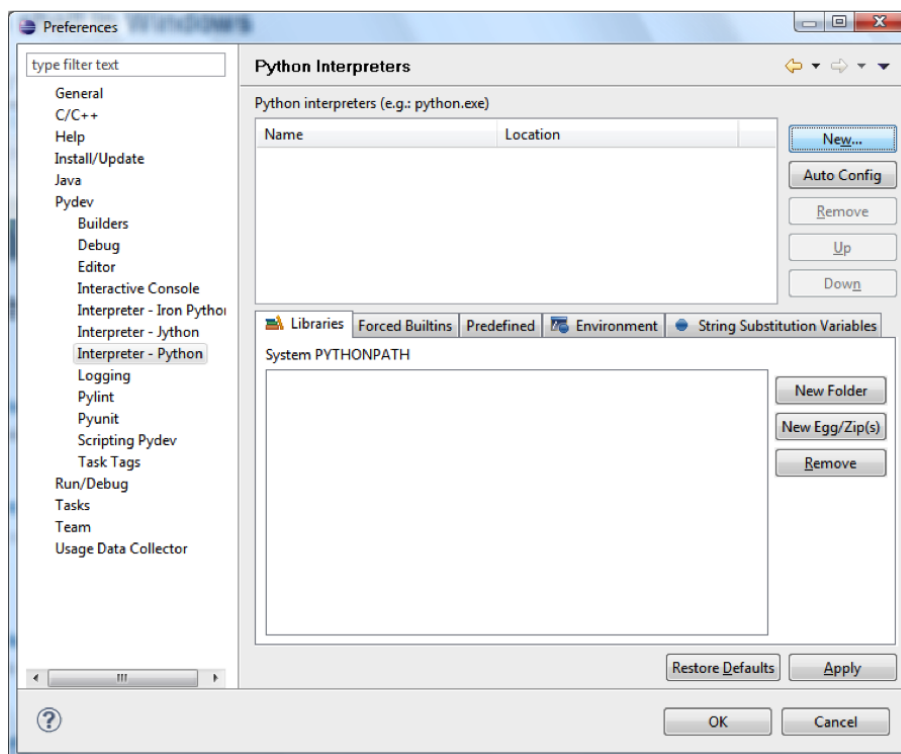 Preferences
type filter text
General
C/C++
Help
Install/Update
Java
Pydev
Builders
Debug
Editor
Interactive Console
Interpreter - Iron Pytho
Interpreter - Jython
Interpreter - Python
Logging
Pylint
Pyunit
Scripting Pydev
Task Tags
Run/Debug
Tasks
Team
Usage Data Collector
Python Interpreters
Python interpreters (e.g.: python.exe)
Name Location
New...
Auto Config
Remove
Up
Down
Libraries Forced Builtins Predefined Environment String Substitution Variables
System PYTHONPATH
New Folder
New Egg/Zip(s)
Remove
Restore Defaults Apply
OK Cancel